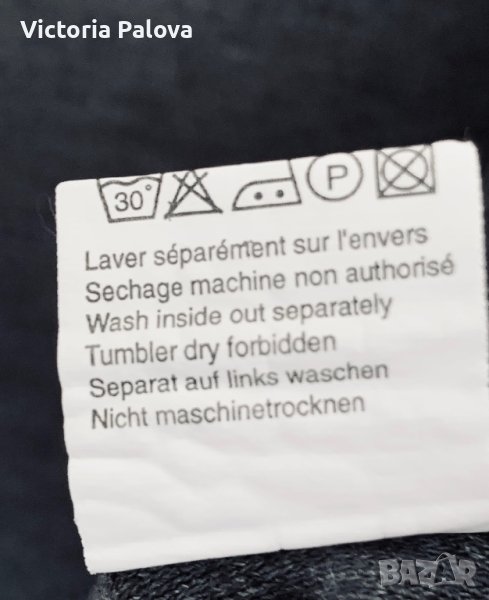 Victoria Palova
30°
P
Laver séparément sur l'envers
Sechage machine non authorisé
Wash inside out separately
Tumbler dry forbidden
Separat auf links waschen
Nicht maschinetrocknen
BAZAR